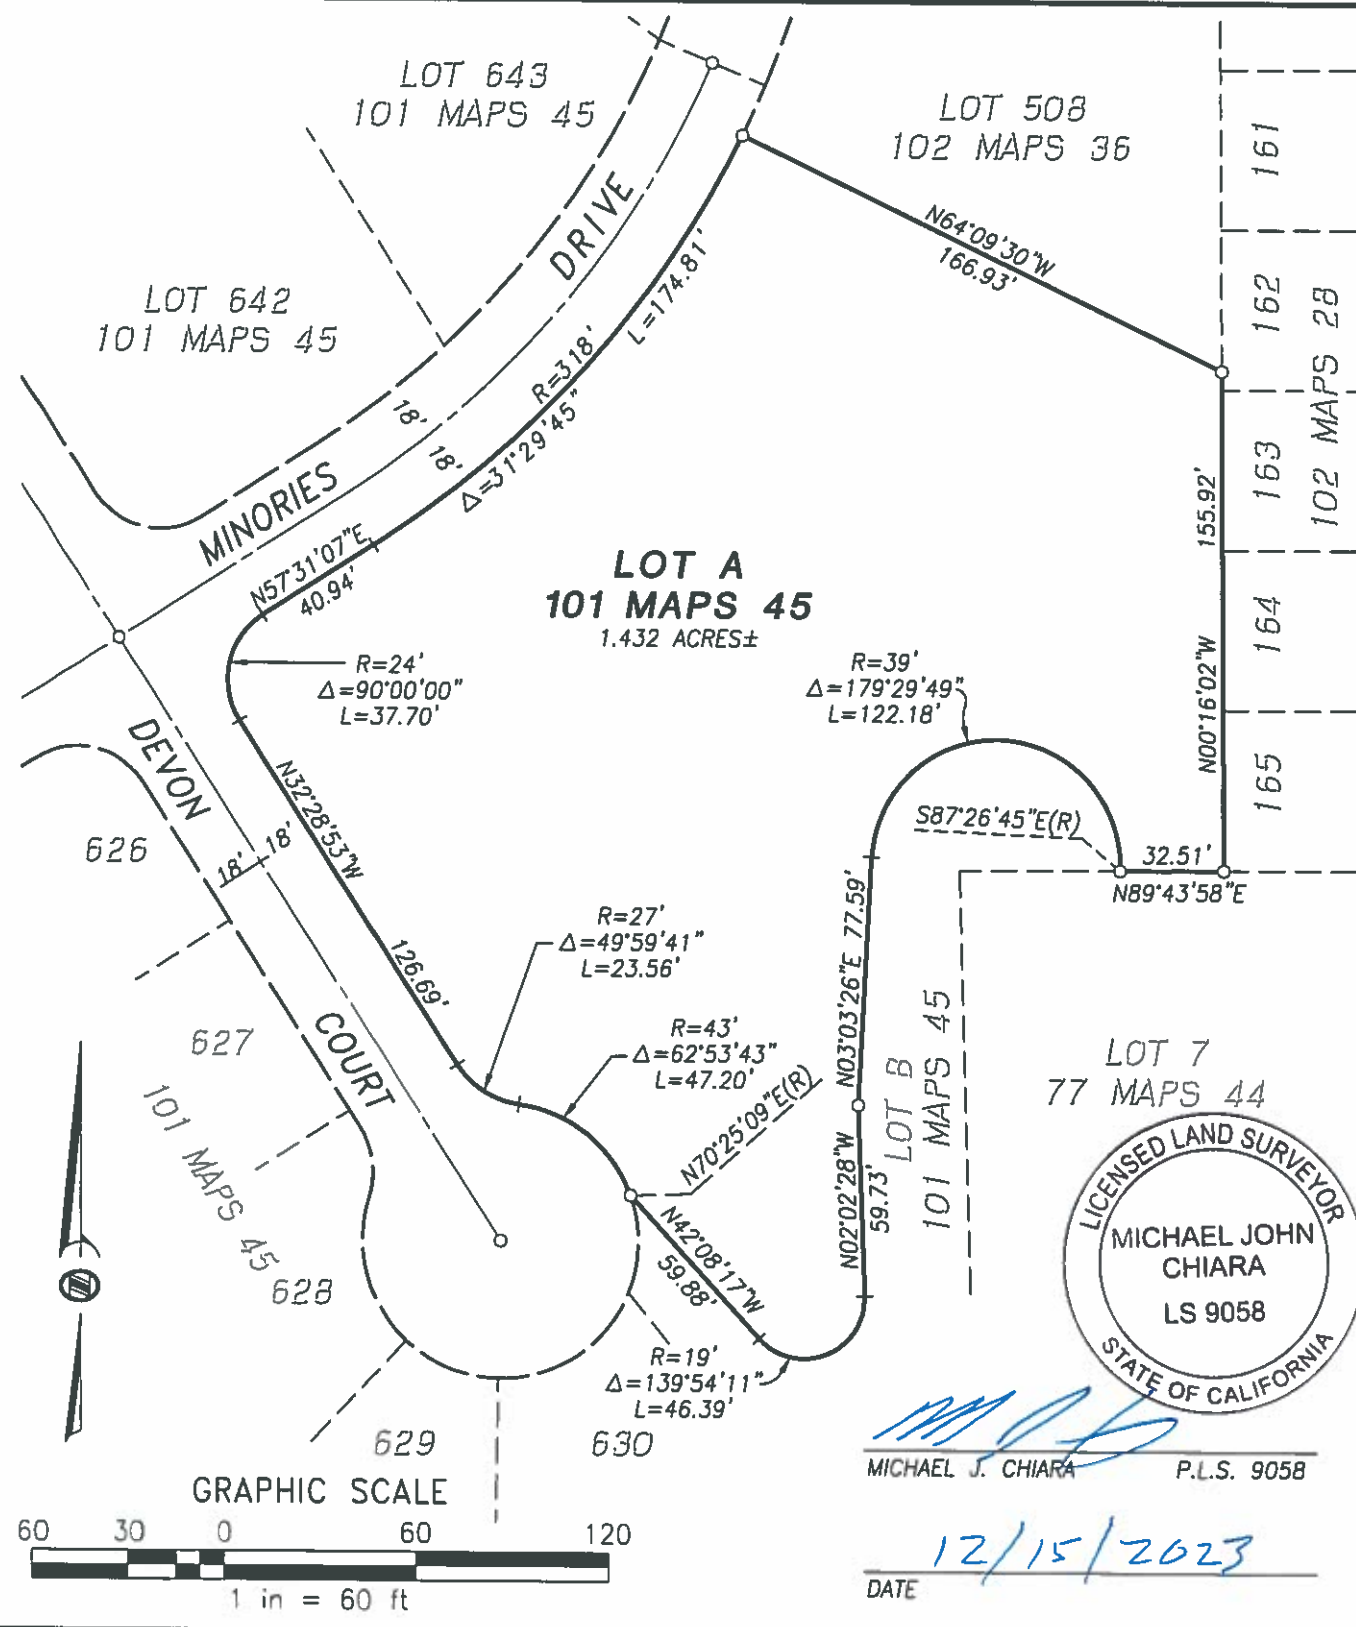 LOT 643
101 MAPS 45
LOT 508
102 MAPS 36
161
162
163
164
165
102 MAPS 28
LOT 642
101 MAPS 45
MINORIES
DRIVE
N64°09'30"W
166.93'
L=174.81'
R=318'
Δ=31°29'45"
18'
18'
N57°31'07"E
40.94'
LOT A
101 MAPS 45
1.432 ACRES±
155.92'
N00°16'02"W
R=24'
Δ=90°00'00"
L=37.70'
R=39'
Δ=179°29'49"
L=122.18'
DEVON
COURT
N32°28'53"W
126.69'
18'
18'
S87°26'45"E(R)
32.51'
N89°43'58"E
626
627
628
629
630
101 MAPS 45
R=27'
Δ=49°59'41"
L=23.56'
R=43'
Δ=62°53'43"
L=47.20'
N70°25'09"E(R)
N03°03'26"E 77.59'
N02°02'28"W
59.73'
LOT B
101 MAPS 45
LOT 7
77 MAPS 44
N42°08'17"W
59.88'
R=19'
Δ=139°54'11"
L=46.39'
LICENSED LAND SURVEYOR
MICHAEL JOHN
CHIARA
LS 9058
STATE OF CALIFORNIA
MICHAEL J. CHIARA P.L.S. 9058
12/15/2023
DATE
GRAPHIC SCALE
60 30 0 60 120
1 in = 60 ft